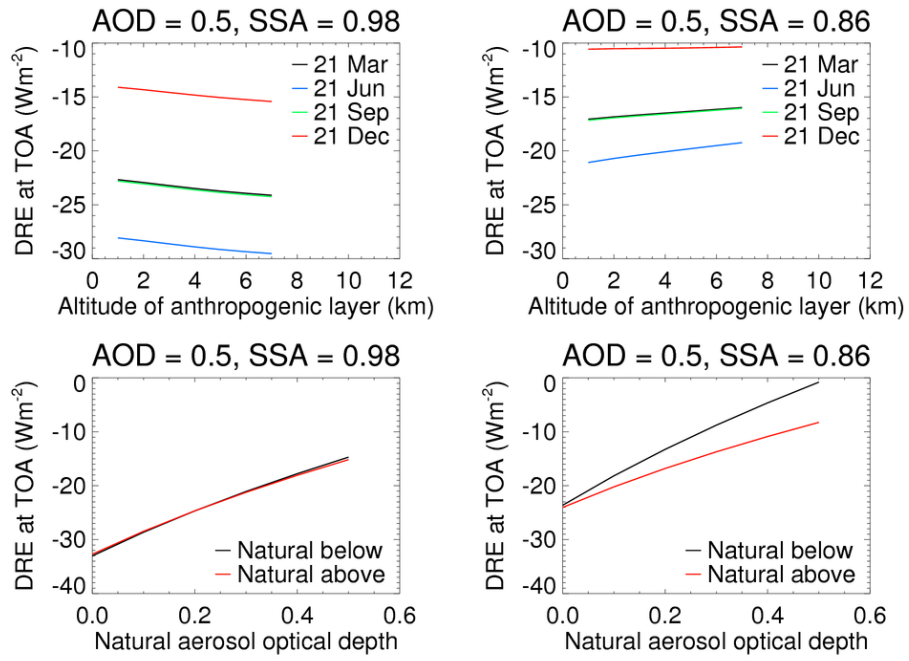 AOD = 0.5, SSA = 0.98
DRE at TOA (Wm-2)
-10
-15
-20
-25
-30
21 Mar
21 Jun
21 Sep
21 Dec
0 2 4 6 8 10 12
Altitude of anthropogenic layer (km)
AOD = 0.5, SSA = 0.86
DRE at TOA (Wm-2)
-10
-15
-20
-25
-30
21 Mar
21 Jun
21 Sep
21 Dec
0 2 4 6 8 10 12
Altitude of anthropogenic layer (km)
AOD = 0.5, SSA = 0.98
DRE at TOA (Wm-2)
0
-10
-20
-30
-40
Natural below
Natural above
0.0 0.2 0.4 0.6
Natural aerosol optical depth
AOD = 0.5, SSA = 0.86
DRE at TOA (Wm-2)
0
-10
-20
-30
-40
Natural below
Natural above
0.0 0.2 0.4 0.6
Natural aerosol optical depth